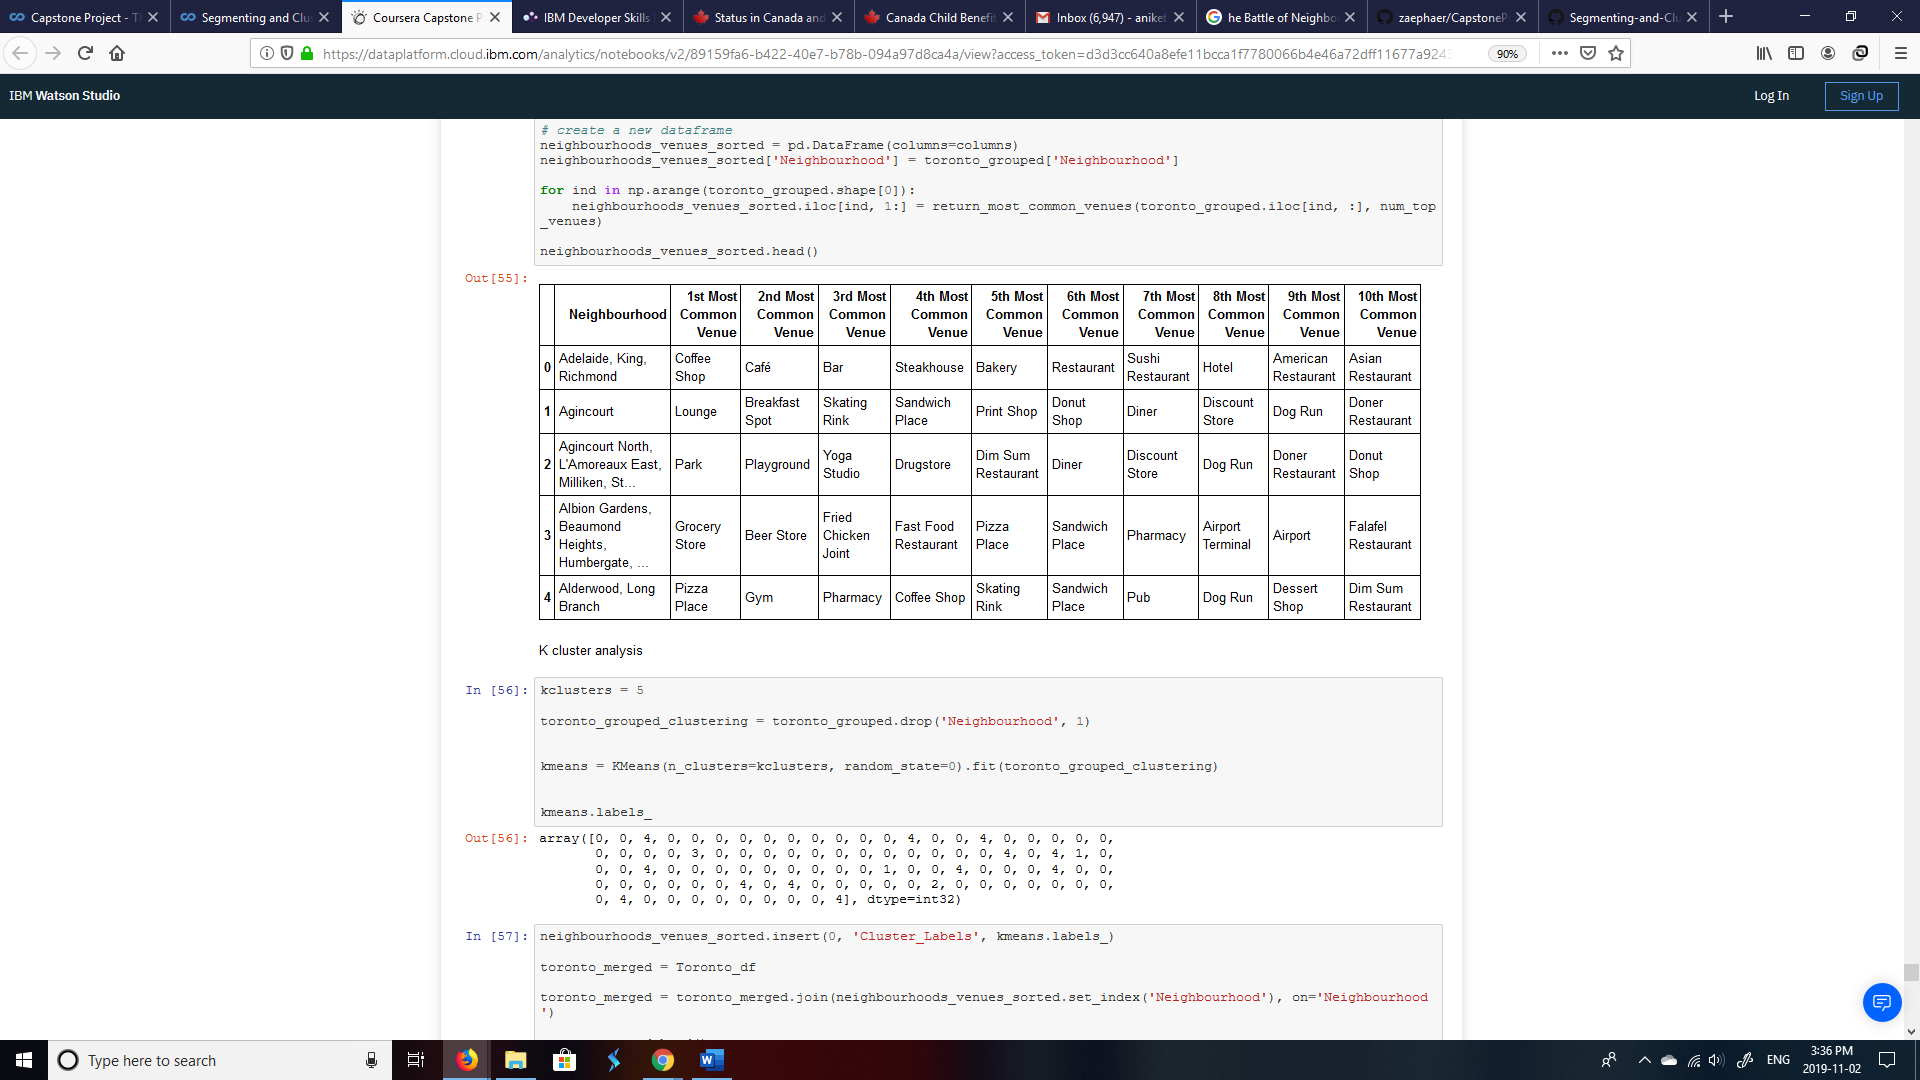 Capstone Project - Th
Segmenting and Clus
Coursera Capstone P
IBM Developer Skills
Status in Canada and
Canada Child Benefit
Inbox (6,947) - aniket
he Battle of Neighbo
zaephaer/CapstoneP
Segmenting-and-Clu
https://dataplatform.cloud.ibm.com/analytics/notebooks/v2/89159fa6-b422-40e7-b78b-094a97d8ca4a/view?access_token=d3d3cc640a8efe11bcca1f7780066b4e46a72dff11677a924
90%
IBM Watson Studio
Log In
Sign Up
# create a new dataframe
neighbourhoods_venues_sorted = pd.DataFrame(columns=columns)
neighbourhoods_venues_sorted['Neighbourhood'] = toronto_grouped['Neighbourhood']
for ind in np.arange(toronto_grouped.shape[0]):
    neighbourhoods_venues_sorted.iloc[ind, 1:] = return_most_common_venues(toronto_grouped.iloc[ind, :], num_top
_venues)
neighbourhoods_venues_sorted.head()
Out[55]:
Neighbourhood 1st Most Common Venue 2nd Most Common Venue 3rd Most Common Venue 4th Most Common Venue 5th Most Common Venue 6th Most Common Venue 7th Most Common Venue 8th Most Common Venue 9th Most Common Venue 10th Most Common Venue
0 Adelaide, King, Richmond Coffee Shop Café Bar Steakhouse Bakery Restaurant Sushi Restaurant Hotel American Restaurant Asian Restaurant
1 Agincourt Lounge Breakfast Spot Skating Rink Sandwich Place Print Shop Donut Shop Diner Discount Store Dog Run Doner Restaurant
2 Agincourt North, L'Amoreaux East, Milliken, St... Park Playground Yoga Studio Drugstore Dim Sum Restaurant Diner Discount Store Dog Run Doner Restaurant Donut Shop
3 Albion Gardens, Beaumond Heights, Humbergate, ... Grocery Store Beer Store Fried Chicken Joint Fast Food Restaurant Pizza Place Sandwich Place Pharmacy Airport Terminal Airport Falafel Restaurant
4 Alderwood, Long Branch Pizza Place Gym Pharmacy Coffee Shop Skating Rink Sandwich Place Pub Dog Run Dessert Shop Dim Sum Restaurant
K cluster analysis
In [56]:
kclusters = 5
toronto_grouped_clustering = toronto_grouped.drop('Neighbourhood', 1)
kmeans = KMeans(n_clusters=kclusters, random_state=0).fit(toronto_grouped_clustering)
kmeans.labels_
Out[56]:
array([0, 0, 4, 0, 0, 0, 0, 0, 0, 0, 0, 0, 0, 4, 0, 0, 4, 0, 0, 0, 0, 0,
0, 0, 0, 0, 3, 0, 0, 0, 0, 0, 0, 0, 0, 0, 0, 0, 0, 4, 0, 4, 1, 0,
0, 0, 4, 0, 0, 0, 0, 0, 0, 0, 0, 0, 1, 0, 0, 4, 0, 0, 0, 4, 0, 0,
0, 0, 0, 0, 0, 0, 4, 0, 4, 0, 0, 0, 0, 0, 2, 0, 0, 0, 0, 0, 0, 0,
0, 4, 0, 0, 0, 0, 0, 0, 0, 0, 4], dtype=int32)
In [57]:
neighbourhoods_venues_sorted.insert(0, 'Cluster_Labels', kmeans.labels_)
toronto_merged = Toronto_df
toronto_merged = toronto_merged.join(neighbourhoods_venues_sorted.set_index('Neighbourhood'), on='Neighbourhood
')
Type here to search
ENG
3:36 PM
2019-11-02